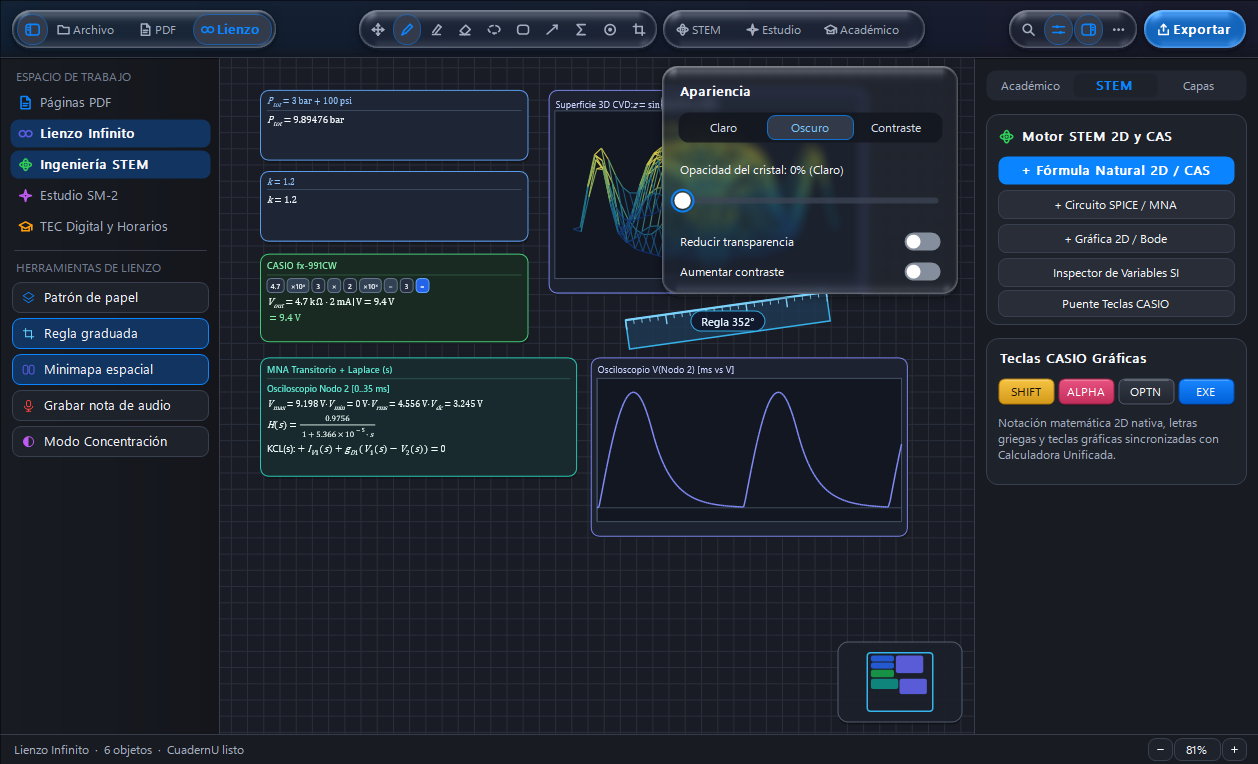 Archivo PDF Lienzo
STEM Estudio Académico
Exportar
ESPACIO DE TRABAJO
Páginas PDF
Lienzo Infinito
Ingeniería STEM
Estudio SM-2
TEC Digital y Horarios
HERRAMIENTAS DE LIENZO
Patrón de papel
Regla graduada
Minimapa espacial
Grabar nota de audio
Modo Concentración
P_tot = 3 bar + 100 psi
P_tot = 9.89476 bar
k = 1.2
k = 1.2
CASIO fx-991CW
4.7 ×10ˣ 3 × 2 ×10ˣ − 3 =
V_out = 4.7 kΩ · 2 mA | V = 9.4 V
= 9.4 V
MNA Transitorio + Laplace (s)
Osciloscopio Nodo 2 [0..35 ms]
V_max = 9.198 V · V_min = 0 V · V_rms = 4.556 V · V_dc = 3.245 V
H(s) = 0.9756 / 1 + 5.366 × 10⁻⁵ · s
KCL(s): + I_V1(s) + g_D1(V_1(s) − V_2(s)) = 0
Superficie 3D CVD: z = sin
Apariencia
Claro Oscuro Contraste
Opacidad del cristal: 0% (Claro)
Reducir transparencia
Aumentar contraste
Regla 352°
Osciloscopio V(Nodo 2) [ms vs V]
Académico STEM Capas
Motor STEM 2D y CAS
+ Fórmula Natural 2D / CAS
+ Circuito SPICE / MNA
+ Gráfica 2D / Bode
Inspector de Variables SI
Puente Teclas CASIO
Teclas CASIO Gráficas
SHIFT ALPHA OPTN EXE
Notación matemática 2D nativa, letras
griegas y teclas gráficas sincronizadas con
Calculadora Unificada.
Lienzo Infinito · 6 objetos · CuadernU listo
− 81% +